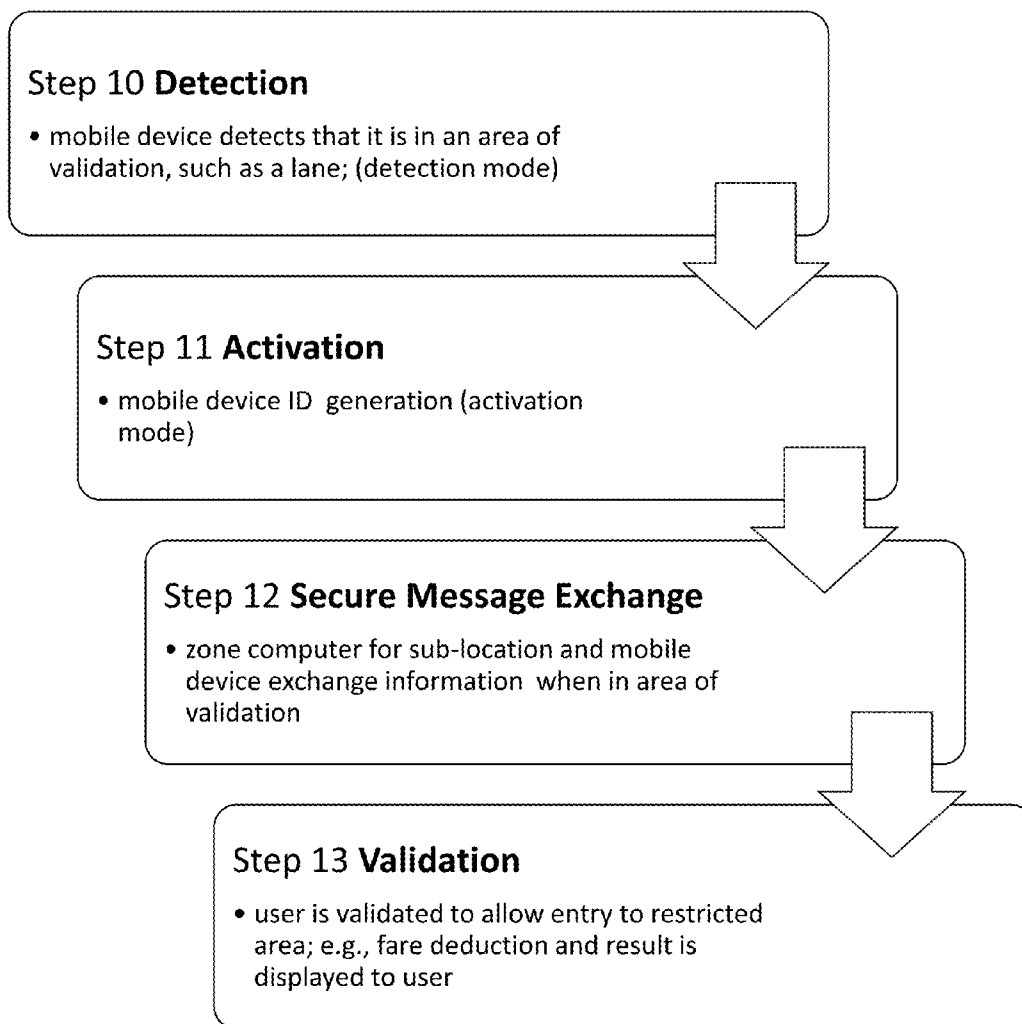 Step 10 Detection
• mobile device detects that it is in an area of
validation, such as a lane; (detection mode)
Step 11 Activation
• mobile device ID generation (activation
mode)
Step 12 Secure Message Exchange
• zone computer for sub-location and mobile
device exchange information when in area of
validation
Step 13 Validation
• user is validated to allow entry to restricted
area; e.g., fare deduction and result is
displayed to user